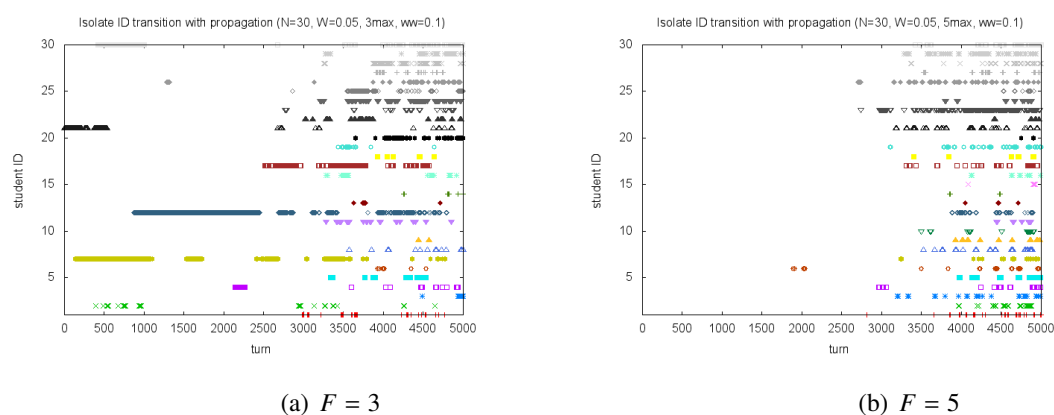 Isolate ID transition with propagation (N=30, W=0.05, 3max, ww=0.1)
30
25
20
15
10
5
student ID
0 500 1000 1500 2000 2500 3000 3500 4000 4500 5000
turn
(a) F = 3
Isolate ID transition with propagation (N=30, W=0.05, 5max, ww=0.1)
30
25
20
15
10
5
student ID
0 500 1000 1500 2000 2500 3000 3500 4000 4500 5000
turn
(b) F = 5